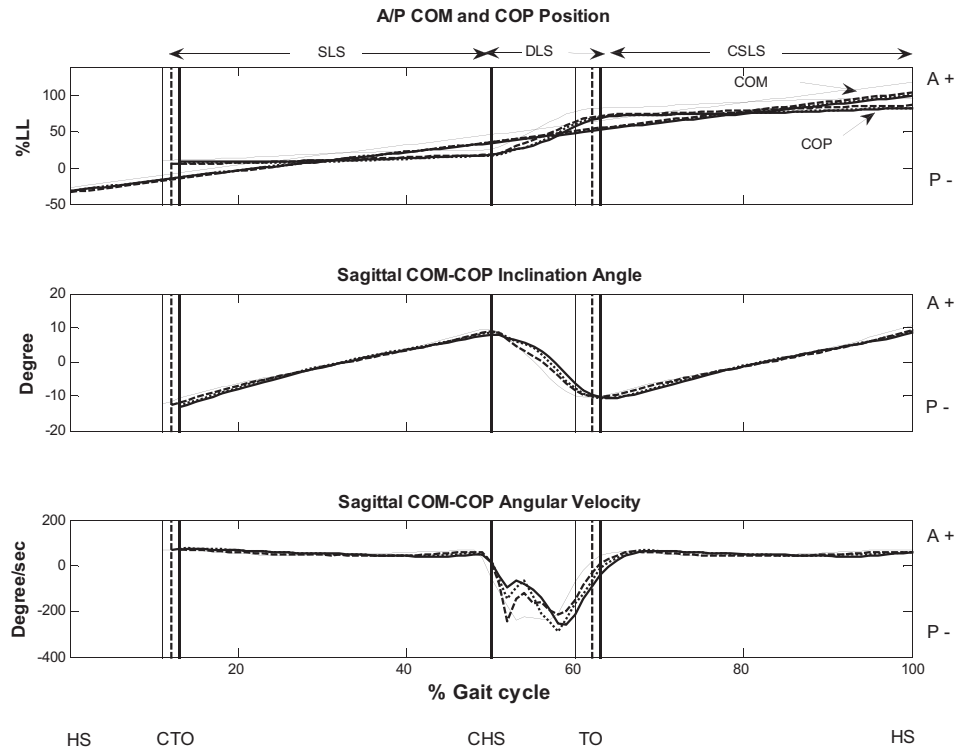 A/P COM and COP Position
SLS DLS CSLS
100
50
0
-50
%LL
COM
COP
A +
P -
Sagittal COM-COP Inclination Angle
20
10
0
-10
-20
Degree
A +
P -
Sagittal COM-COP Angular Velocity
200
0
-200
-400
Degree/sec
A +
P -
20 40 60 80 100
% Gait cycle
HS CTO CHS TO HS